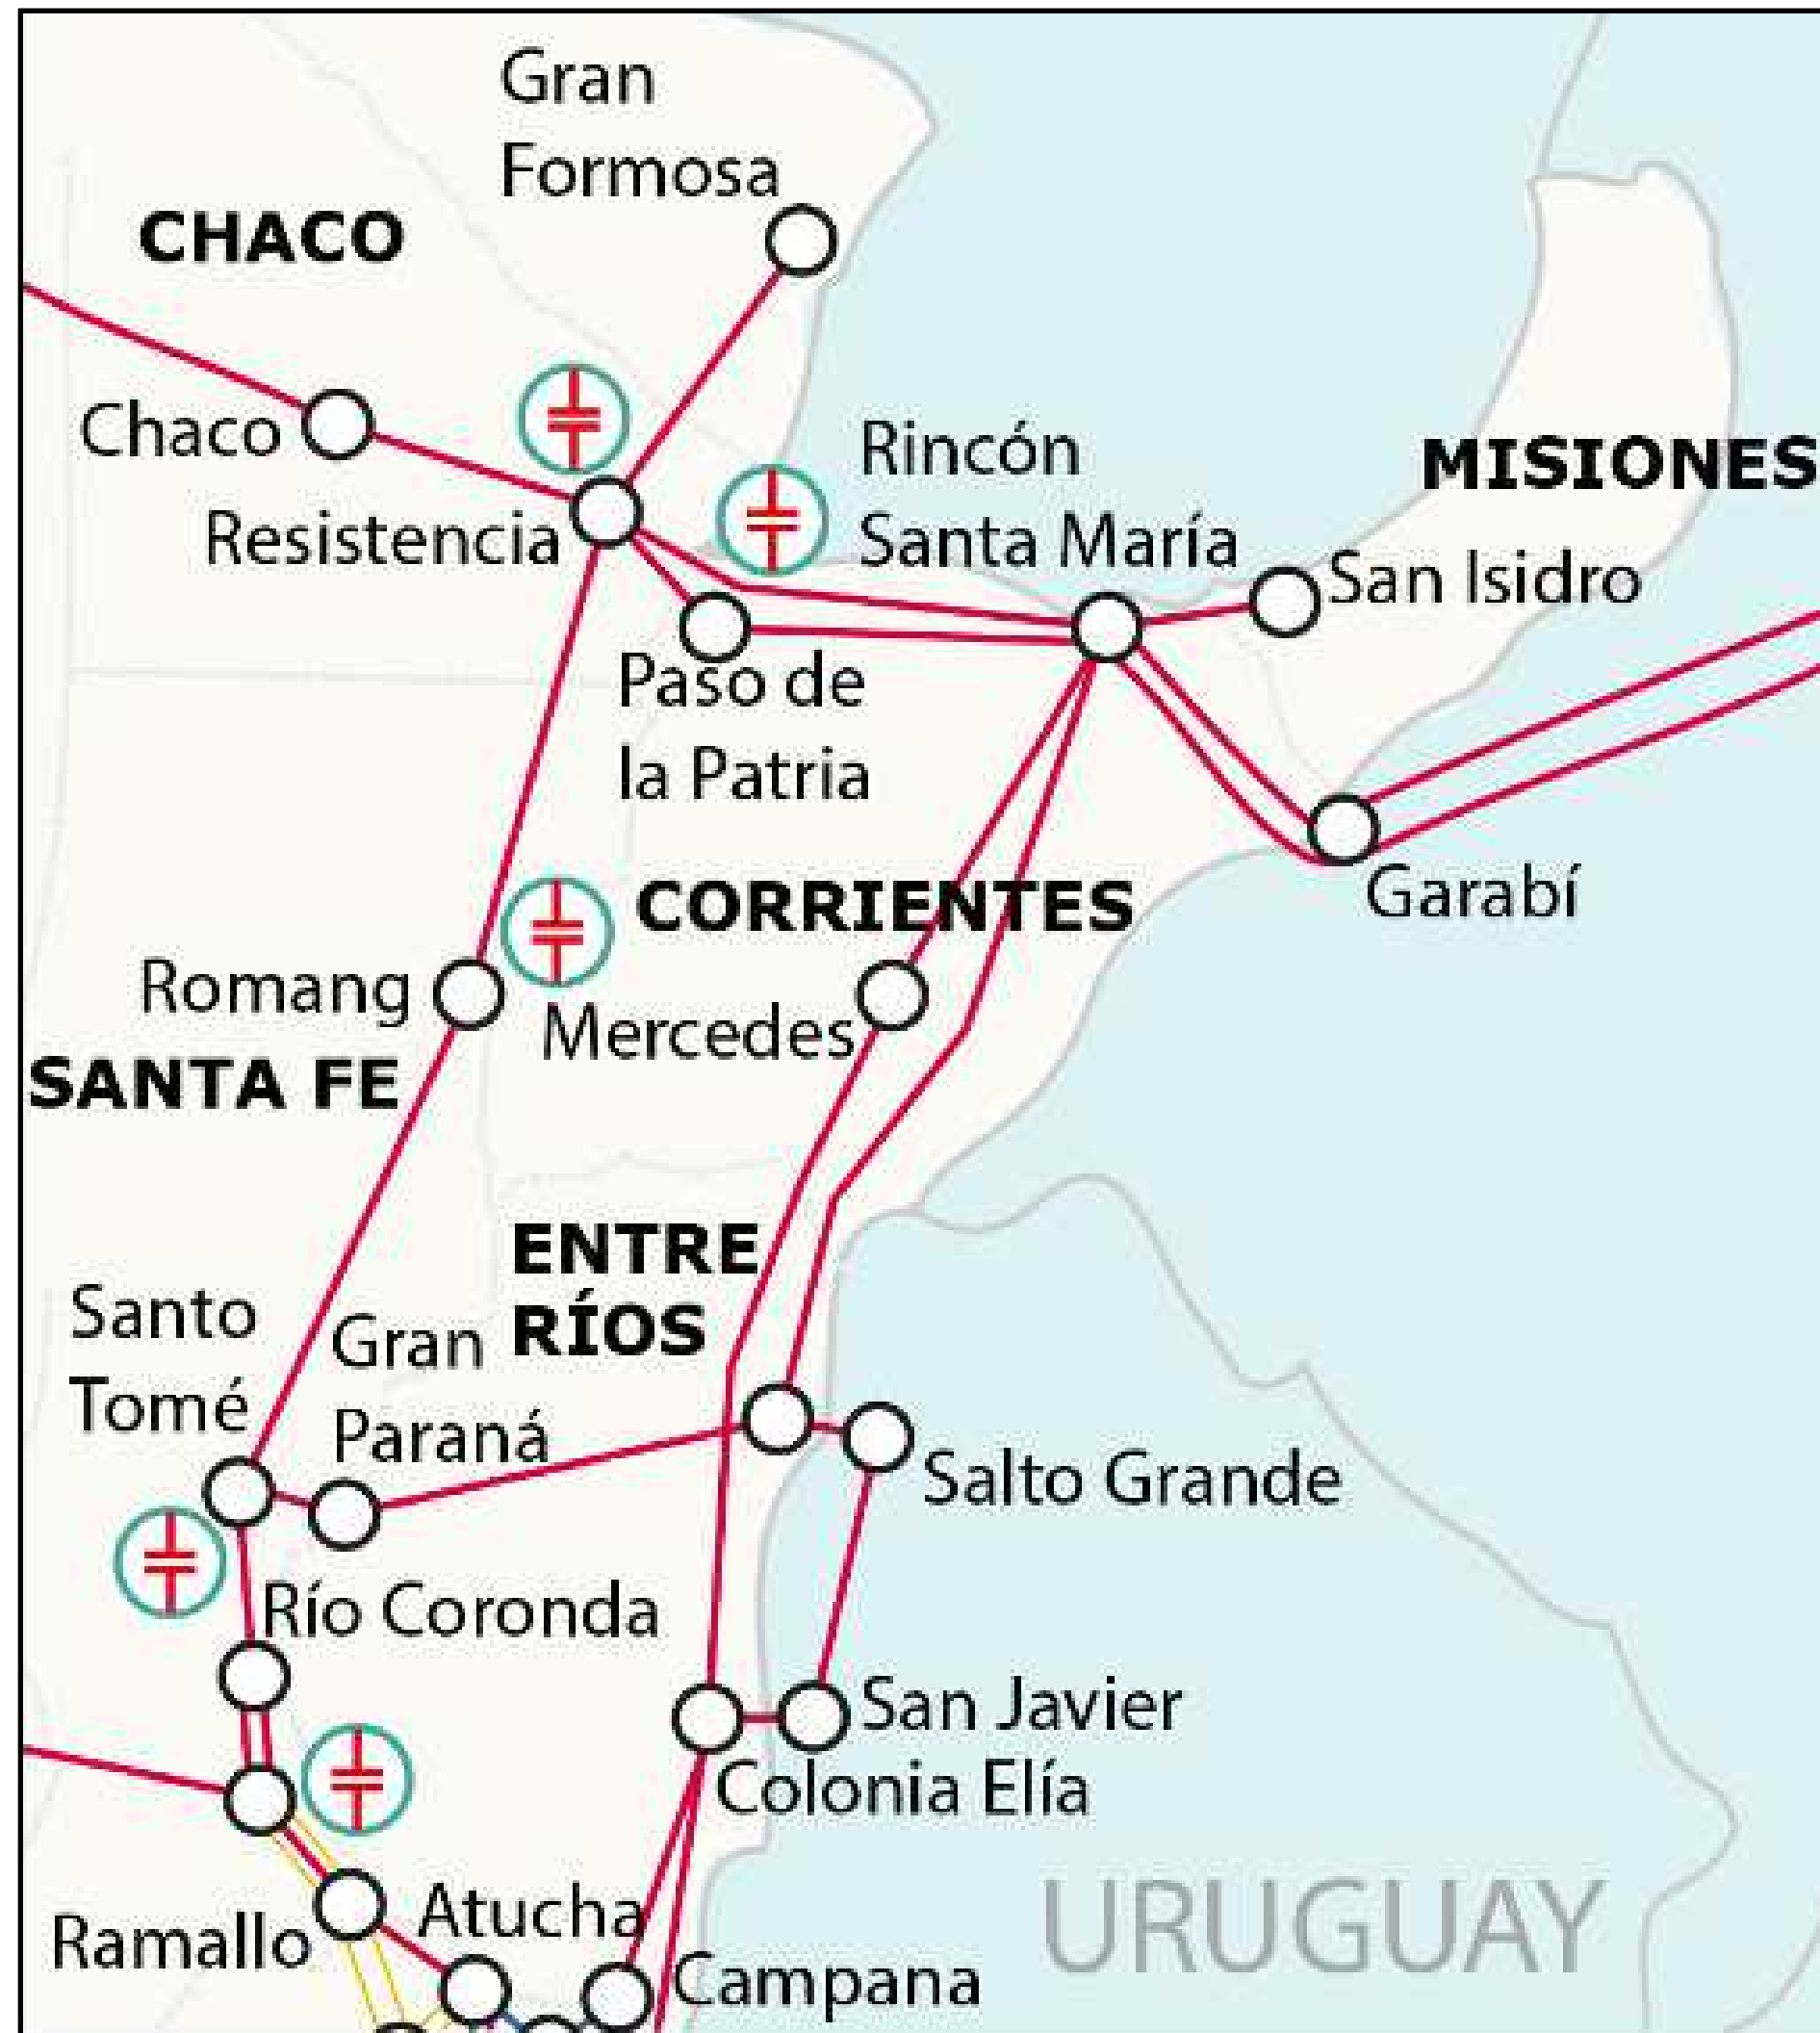 Gran
Formosa
CHACO
Chaco
Rincón
MISIONES
Resistencia
Santa María
San Isidro
Paso de
la Patria
Garabí
CORRIENTES
Romang
Mercedes
SANTA FE
ENTRE
RÍOS
Santo
Tomé
Gran
Paraná
Salto Grande
Río Coronda
San Javier
Colonia Elía
Atucha
Ramallo
URUGUAY
Campana